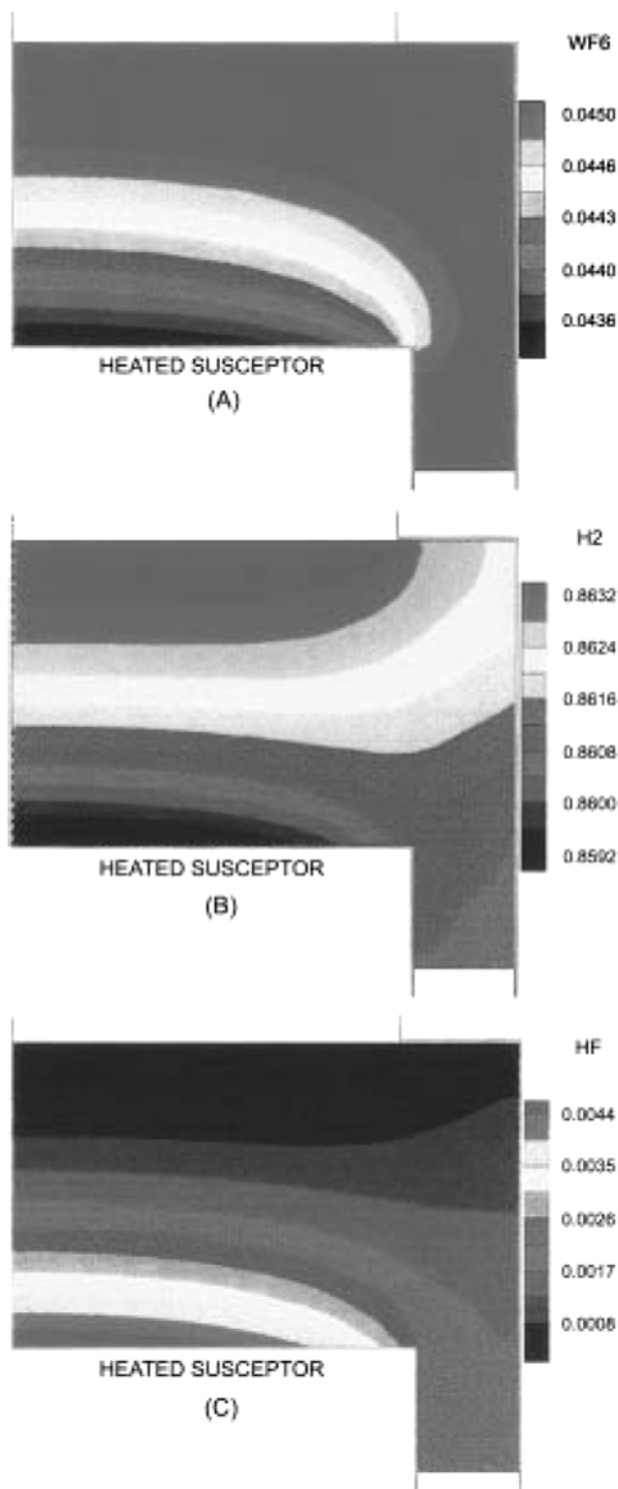 WF6
0.0450
0.0446
0.0443
0.0440
0.0436
HEATED SUSCEPTOR
(A)
H2
0.8632
0.8624
0.8616
0.8608
0.8600
0.8592
HEATED SUSCEPTOR
(B)
HF
0.0044
0.0035
0.0026
0.0017
0.0008
HEATED SUSCEPTOR
(C)